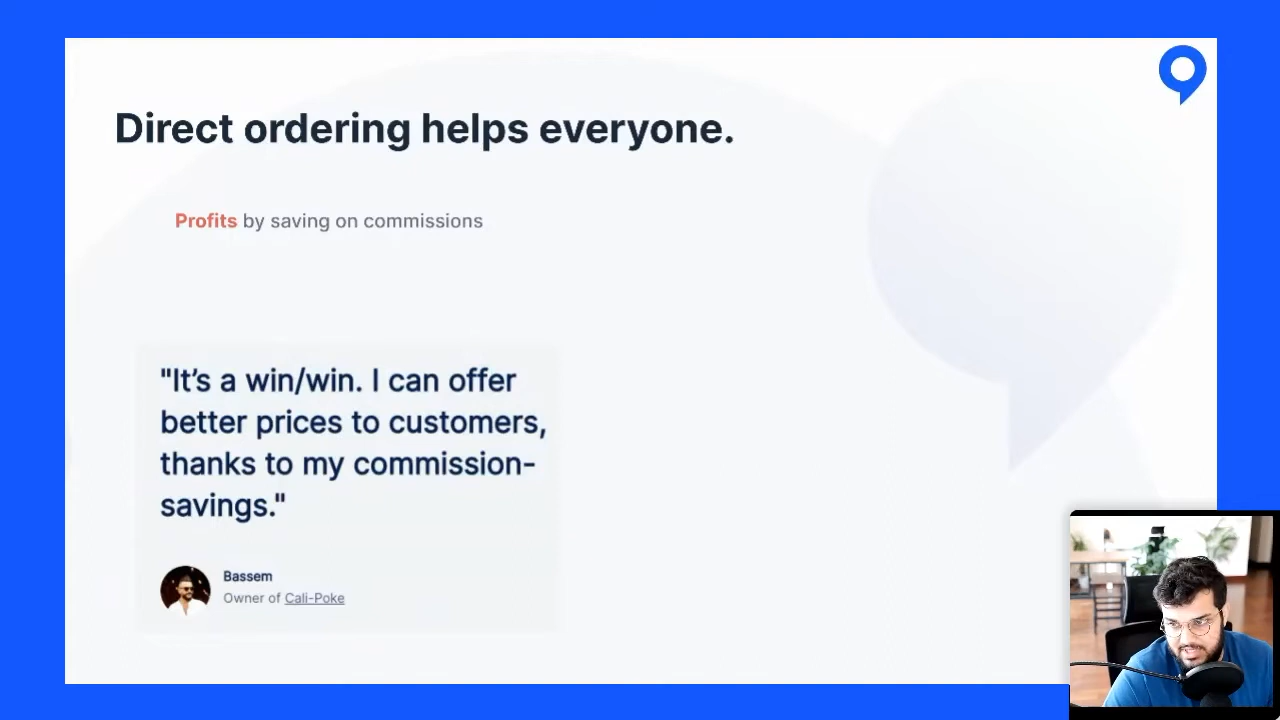 Direct ordering helps everyone.
Profits by saving on commissions
"It’s a win/win. I can offer
better prices to customers,
thanks to my commission-
savings."
Bassem
Owner of Cali-Poke